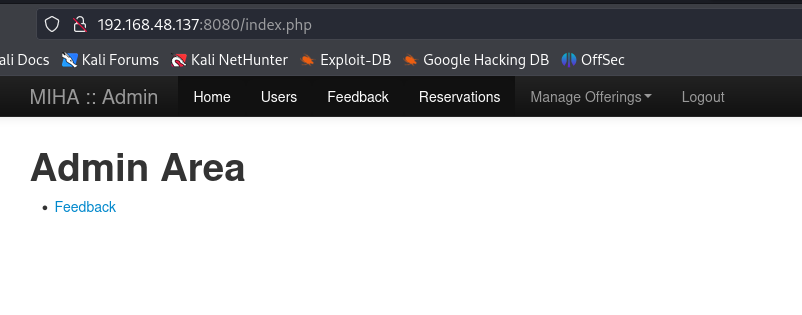 192.168.48.137:8080/index.php
ali Docs Kali Forums Kali NetHunter Exploit-DB Google Hacking DB OffSec
MIHA :: Admin Home Users Feedback Reservations Manage Offerings Logout
Admin Area
• Feedback